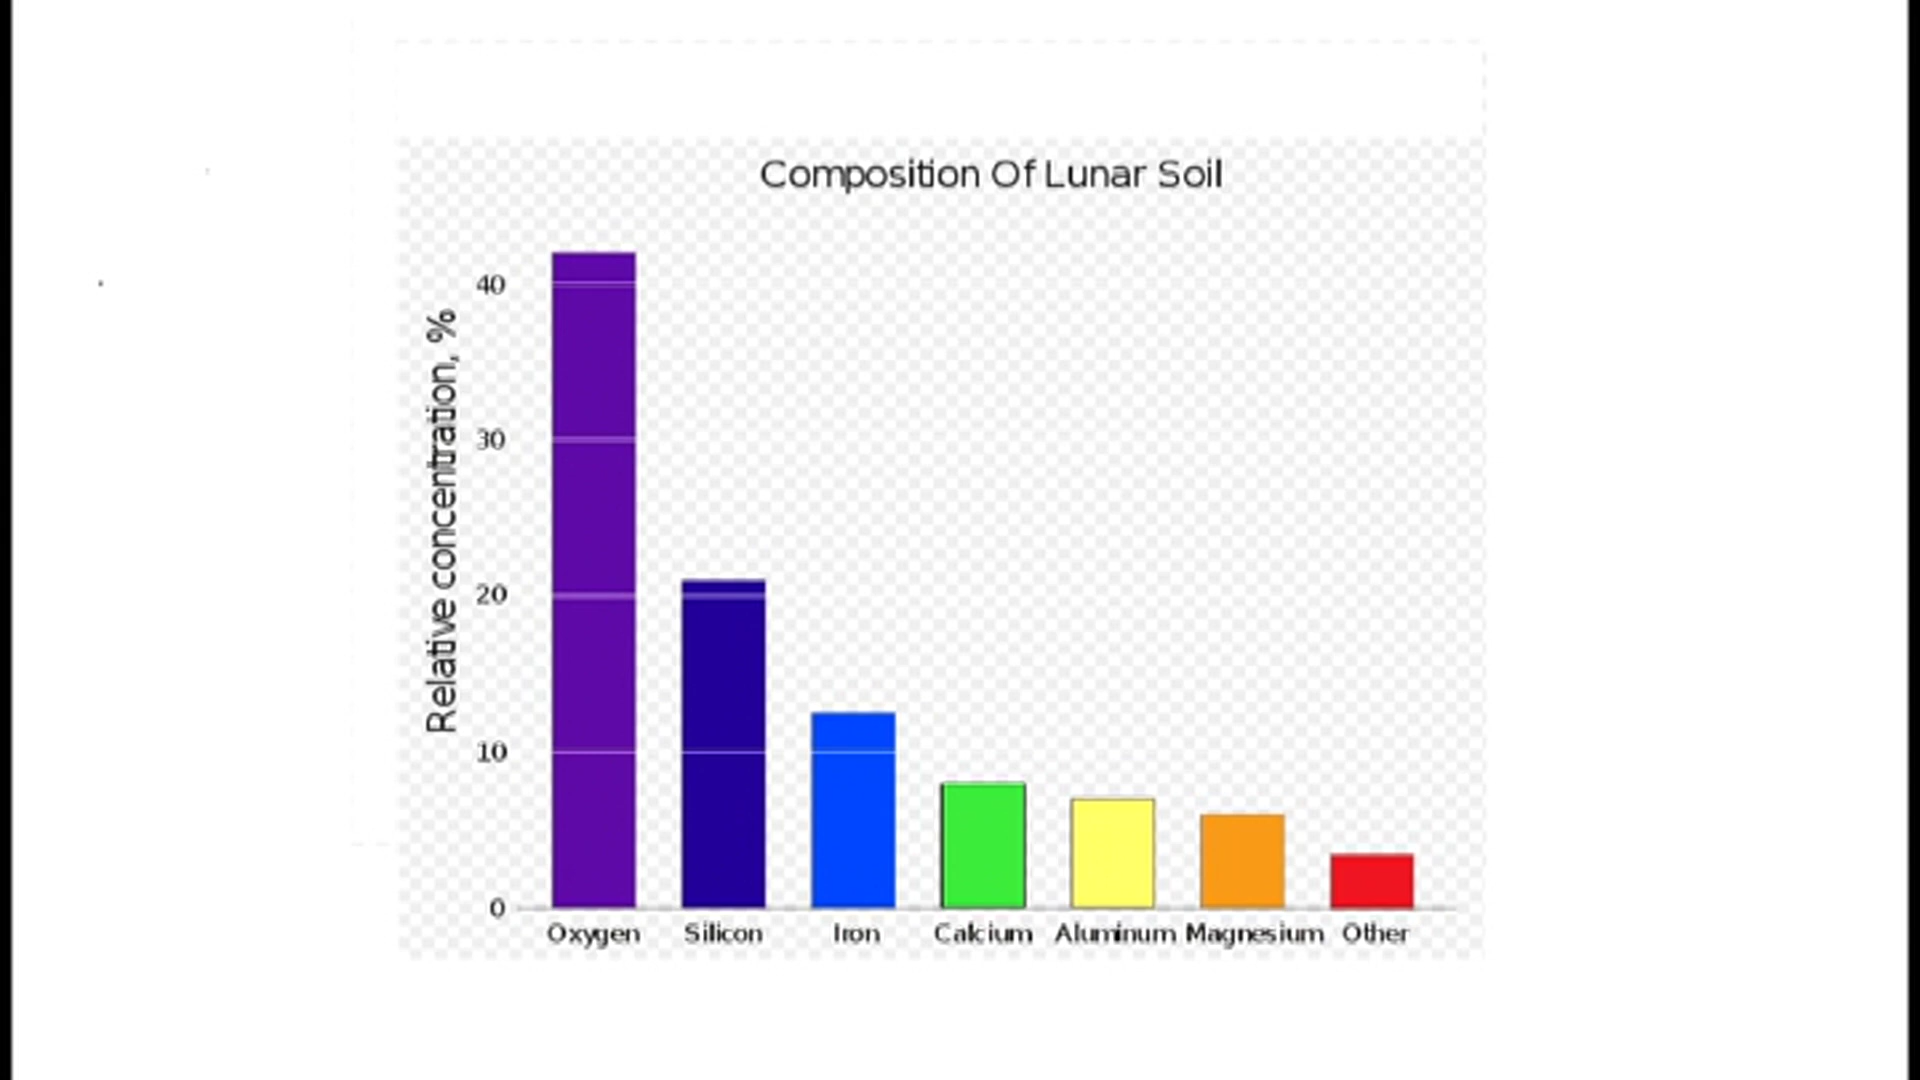 Composition Of Lunar Soil
Relative concentration, %
40
30
20
10
0
Oxygen Silicon Iron Calcium Aluminum Magnesium Other